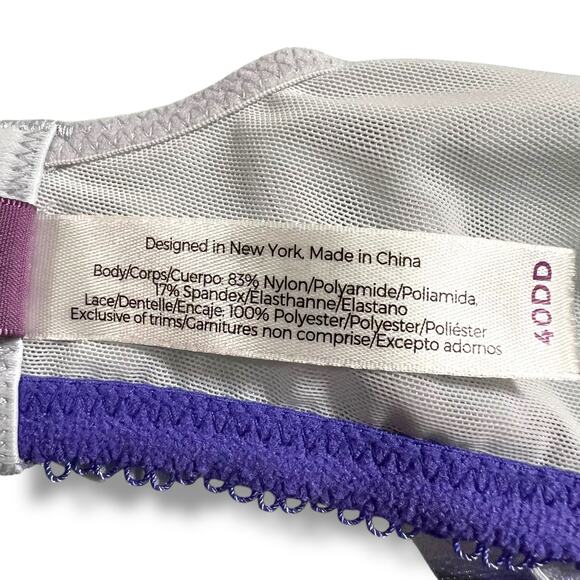 Designed in New York, Made in China
Body/Corps/Cuerpo: 83% Nylon/Polyamide/Poliamida,
17% Spandex/Elasthanne/Elastano
Lace/Dentelle/Encaje: 100% Polyester/Polyester/Poliéster
Exclusive of trims/Garnitures non comprise/Excepto adornos
40DD